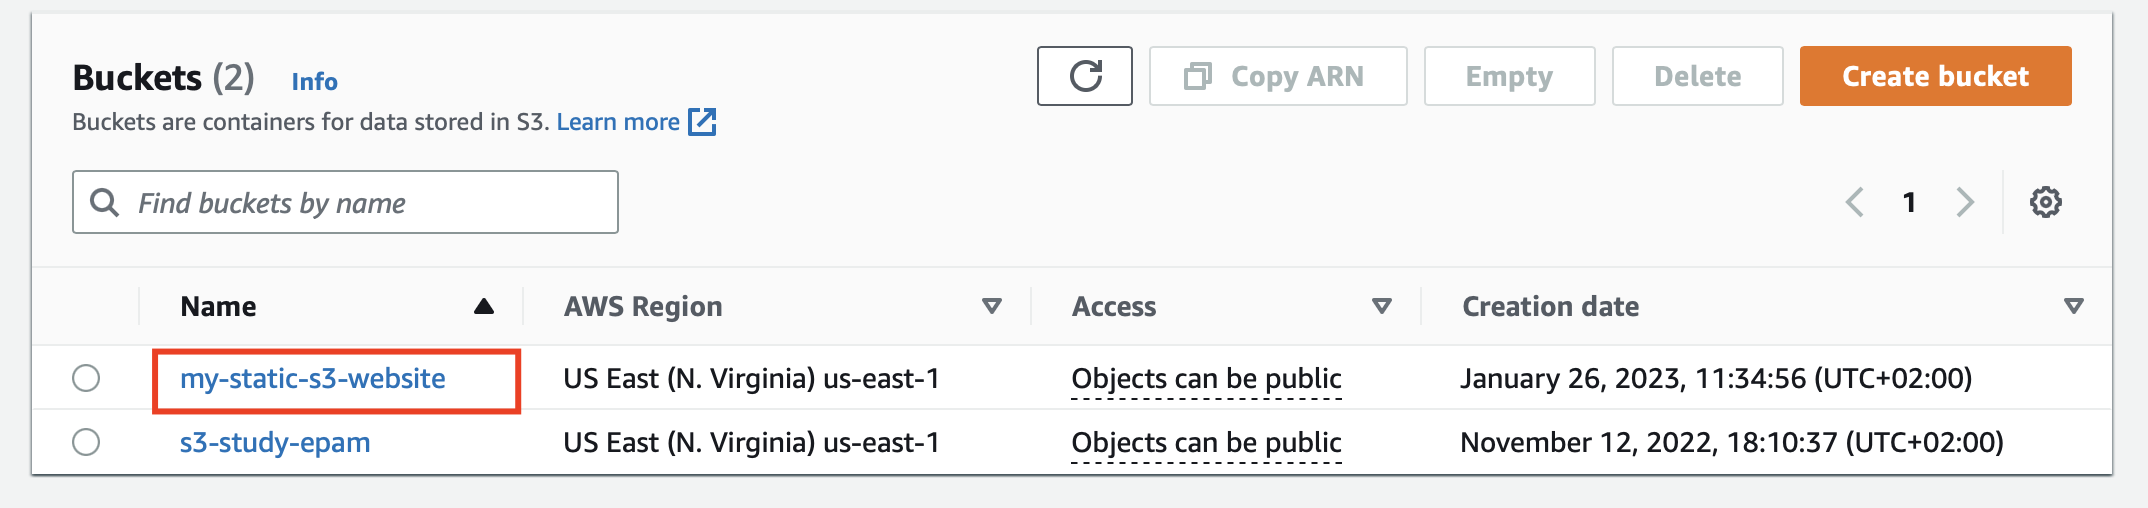 Buckets (2) Info
Buckets are containers for data stored in S3. Learn more
Copy ARN
Empty
Delete
Create bucket
Find buckets by name
1
Name AWS Region Access Creation date
my-static-s3-website US East (N. Virginia) us-east-1 Objects can be public January 26, 2023, 11:34:56 (UTC+02:00)
s3-study-epam US East (N. Virginia) us-east-1 Objects can be public November 12, 2022, 18:10:37 (UTC+02:00)